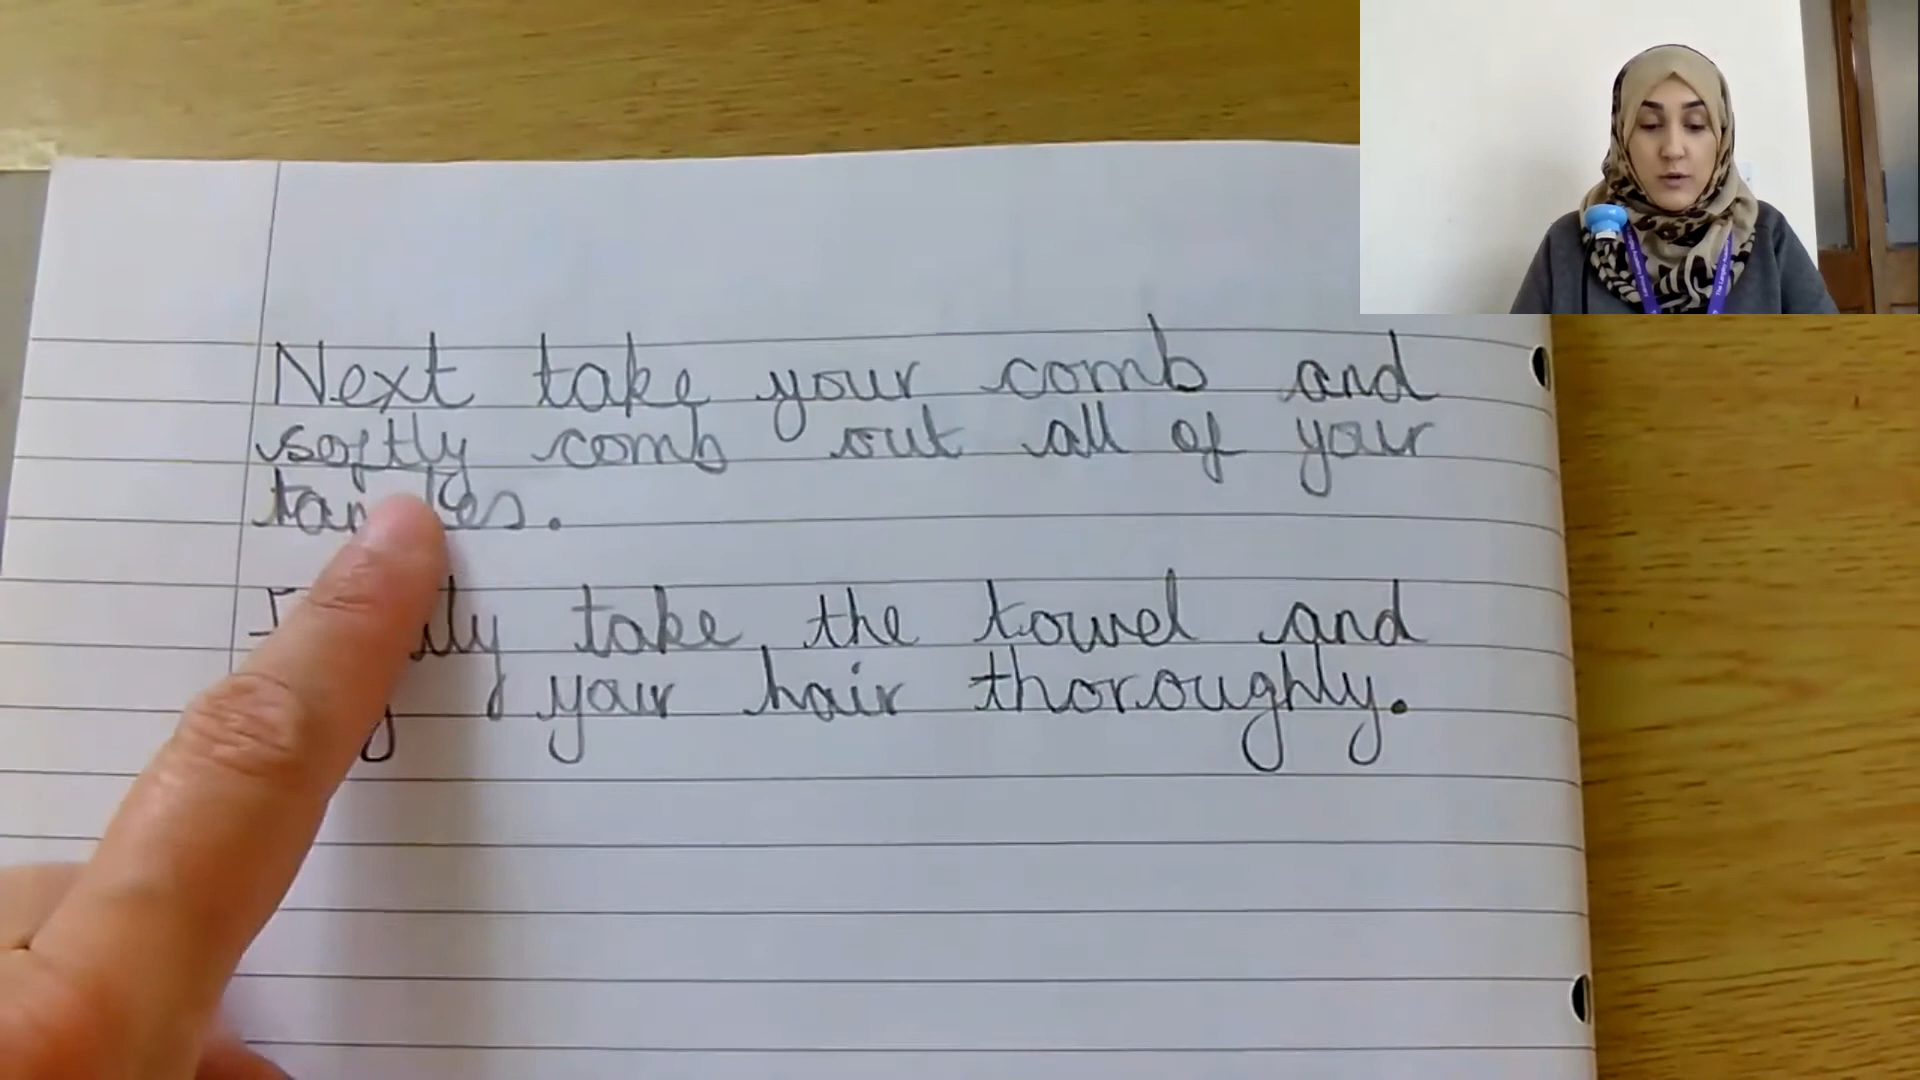 Next take your comb and
softly comb out all of your
take the towel and
your hair thoroughly.